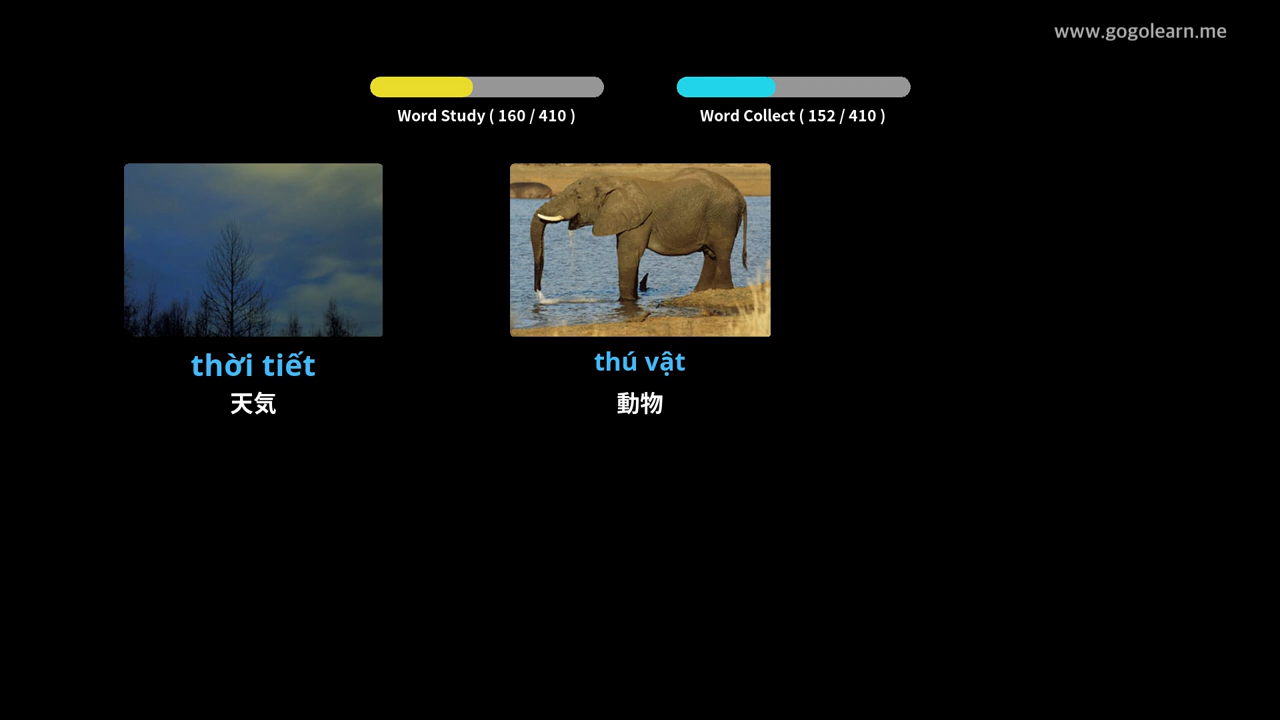 www.gogolearn.me
Word Study ( 160 / 410 )
Word Collect ( 152 / 410 )
thời tiết
天気
thú vật
動物